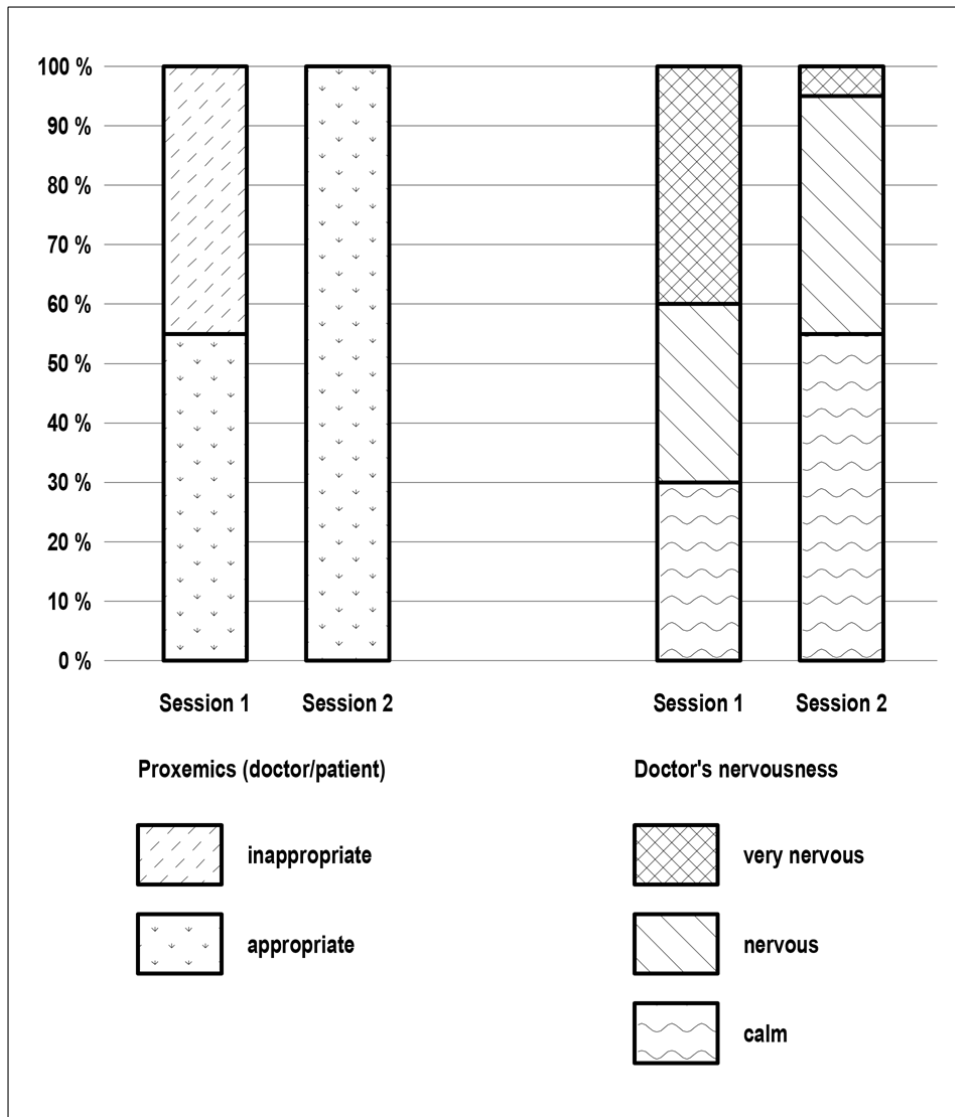 100 %
90 %
80 %
70 %
60 %
50 %
40 %
30 %
20 %
10 %
0 %
Session 1 Session 2 Session 1 Session 2
Proxemics (doctor/patient)
inappropriate
appropriate
Doctor's nervousness
very nervous
nervous
calm